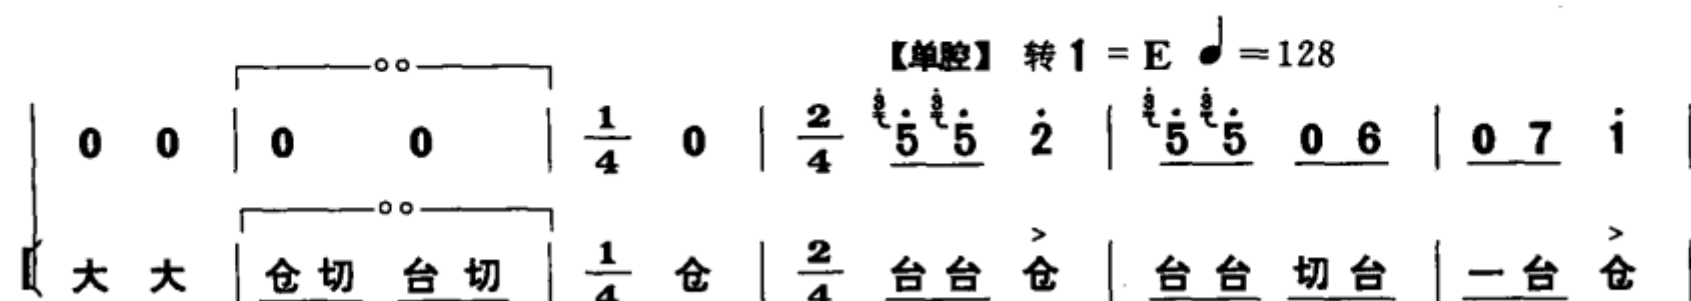 【单腔】 转 1 = E ♩ = 128
0 0 | 0 0 | 1/4 0 | 2/4 5 5 2̇ | 5 5 0 6 | 0 7 1̇ |
大 大 | 仓 切 台 切 | 1/4 仓 | 2/4 台 台 仓 | 台 台 切 台 | 一 台 仓 |